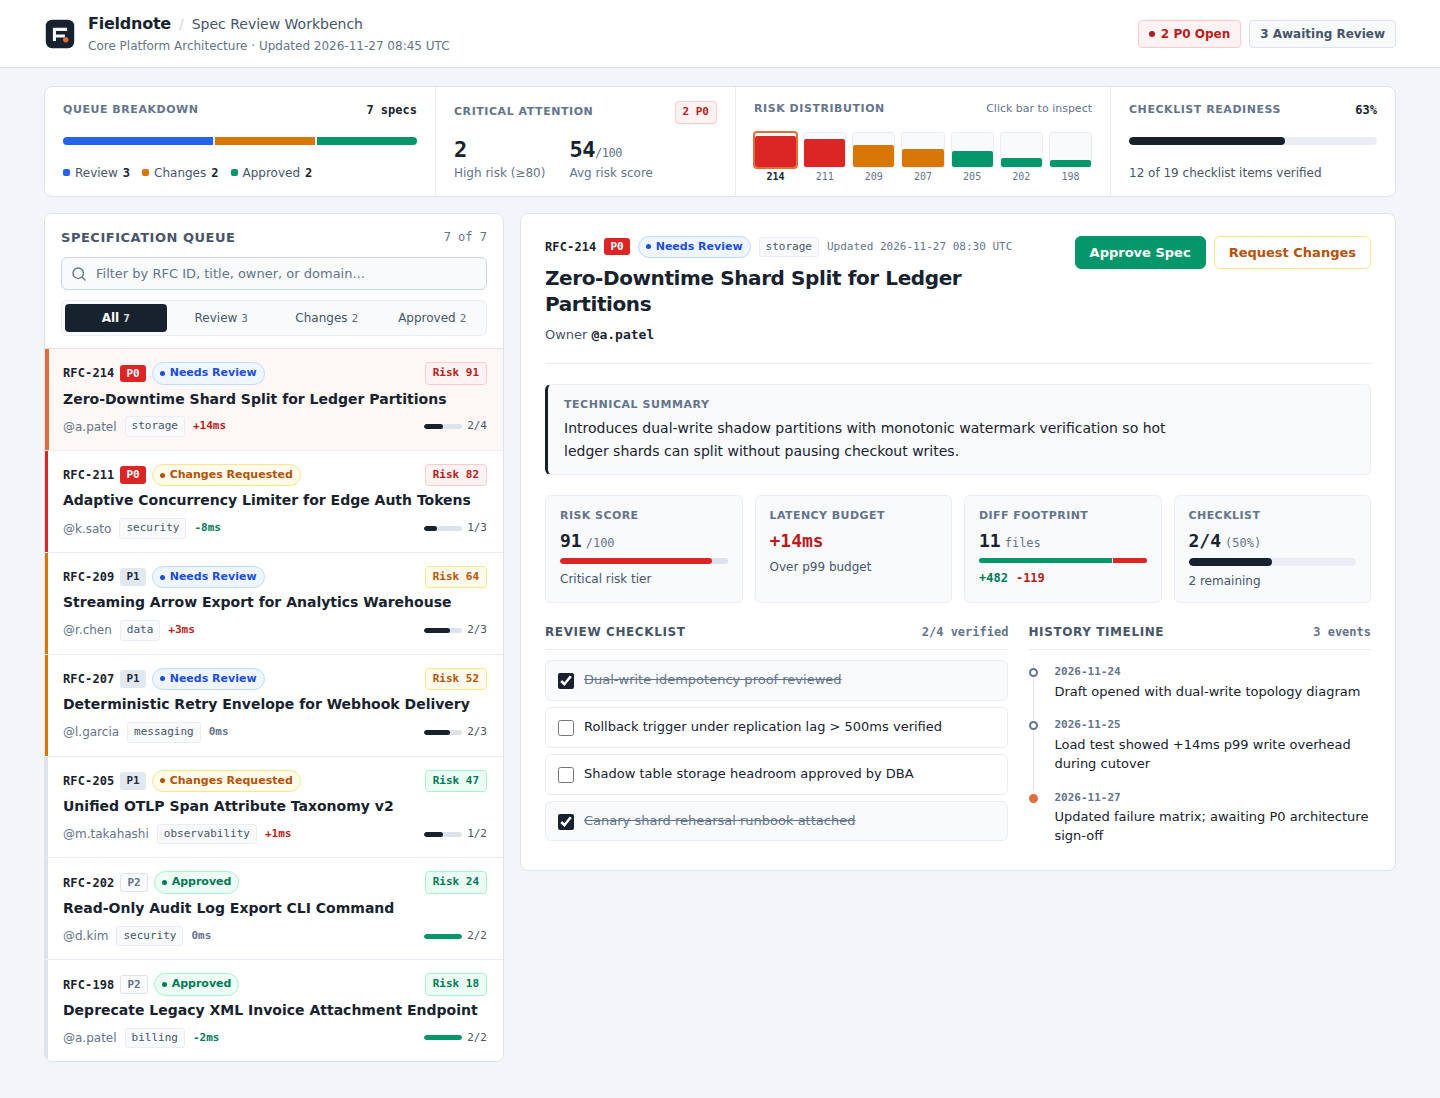 Fieldnote / Spec Review Workbench
Core Platform Architecture · Updated 2026-11-27 08:45 UTC
2 P0 Open
3 Awaiting Review
QUEUE BREAKDOWN 7 specs
Review 3 Changes 2 Approved 2
CRITICAL ATTENTION 2 P0
2
High risk (≥80)
54/100
Avg risk score
RISK DISTRIBUTION Click bar to inspect
214 211 209 207 205 202 198
CHECKLIST READINESS 63%
12 of 19 checklist items verified
SPECIFICATION QUEUE 7 of 7
Filter by RFC ID, title, owner, or domain...
All 7 Review 3 Changes 2 Approved 2
RFC-214 P0 Needs Review Risk 91
Zero-Downtime Shard Split for Ledger Partitions
@a.patel storage +14ms 2/4
RFC-211 P0 Changes Requested Risk 82
Adaptive Concurrency Limiter for Edge Auth Tokens
@k.sato security -8ms 1/3
RFC-209 P1 Needs Review Risk 64
Streaming Arrow Export for Analytics Warehouse
@r.chen data +3ms 2/3
RFC-207 P1 Needs Review Risk 52
Deterministic Retry Envelope for Webhook Delivery
@l.garcia messaging 0ms 2/3
RFC-205 P1 Changes Requested Risk 47
Unified OTLP Span Attribute Taxonomy v2
@m.takahashi observability +1ms 1/2
RFC-202 P2 Approved Risk 24
Read-Only Audit Log Export CLI Command
@d.kim security 0ms 2/2
RFC-198 P2 Approved Risk 18
Deprecate Legacy XML Invoice Attachment Endpoint
@a.patel billing -2ms 2/2
RFC-214 P0 Needs Review storage Updated 2026-11-27 08:30 UTC
Zero-Downtime Shard Split for Ledger
Partitions
Owner @a.patel
Approve Spec
Request Changes
TECHNICAL SUMMARY
Introduces dual-write shadow partitions with monotonic watermark verification so hot
ledger shards can split without pausing checkout writes.
RISK SCORE
91 /100
Critical risk tier
LATENCY BUDGET
+14ms
Over p99 budget
DIFF FOOTPRINT
11 files
+482 -119
CHECKLIST
2/4 (50%)
2 remaining
REVIEW CHECKLIST 2/4 verified
Dual-write idempotency proof reviewed
Rollback trigger under replication lag > 500ms verified
Shadow table storage headroom approved by DBA
Canary shard rehearsal runbook attached
HISTORY TIMELINE 3 events
2026-11-24
Draft opened with dual-write topology diagram
2026-11-25
Load test showed +14ms p99 write overhead
during cutover
2026-11-27
Updated failure matrix; awaiting P0 architecture
sign-off